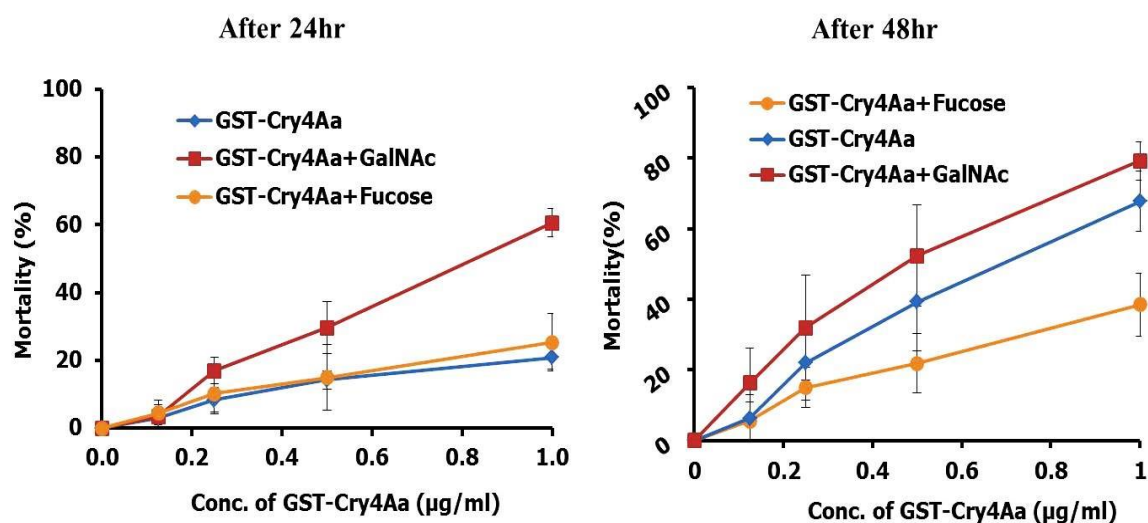 After 24hr
100
80
60
40
20
0
Mortality (%)
GST-Cry4Aa
GST-Cry4Aa+GalNAc
GST-Cry4Aa+Fucose
0.0 0.2 0.4 0.6 0.8 1.0
Conc. of GST-Cry4Aa (μg/ml)
After 48hr
100
80
60
40
20
0
Mortality(%)
GST-Cry4Aa+Fucose
GST-Cry4Aa
GST-Cry4Aa+GalNAc
0 0.2 0.4 0.6 0.8 1
Conc. of GST-Cry4Aa (μg/ml)